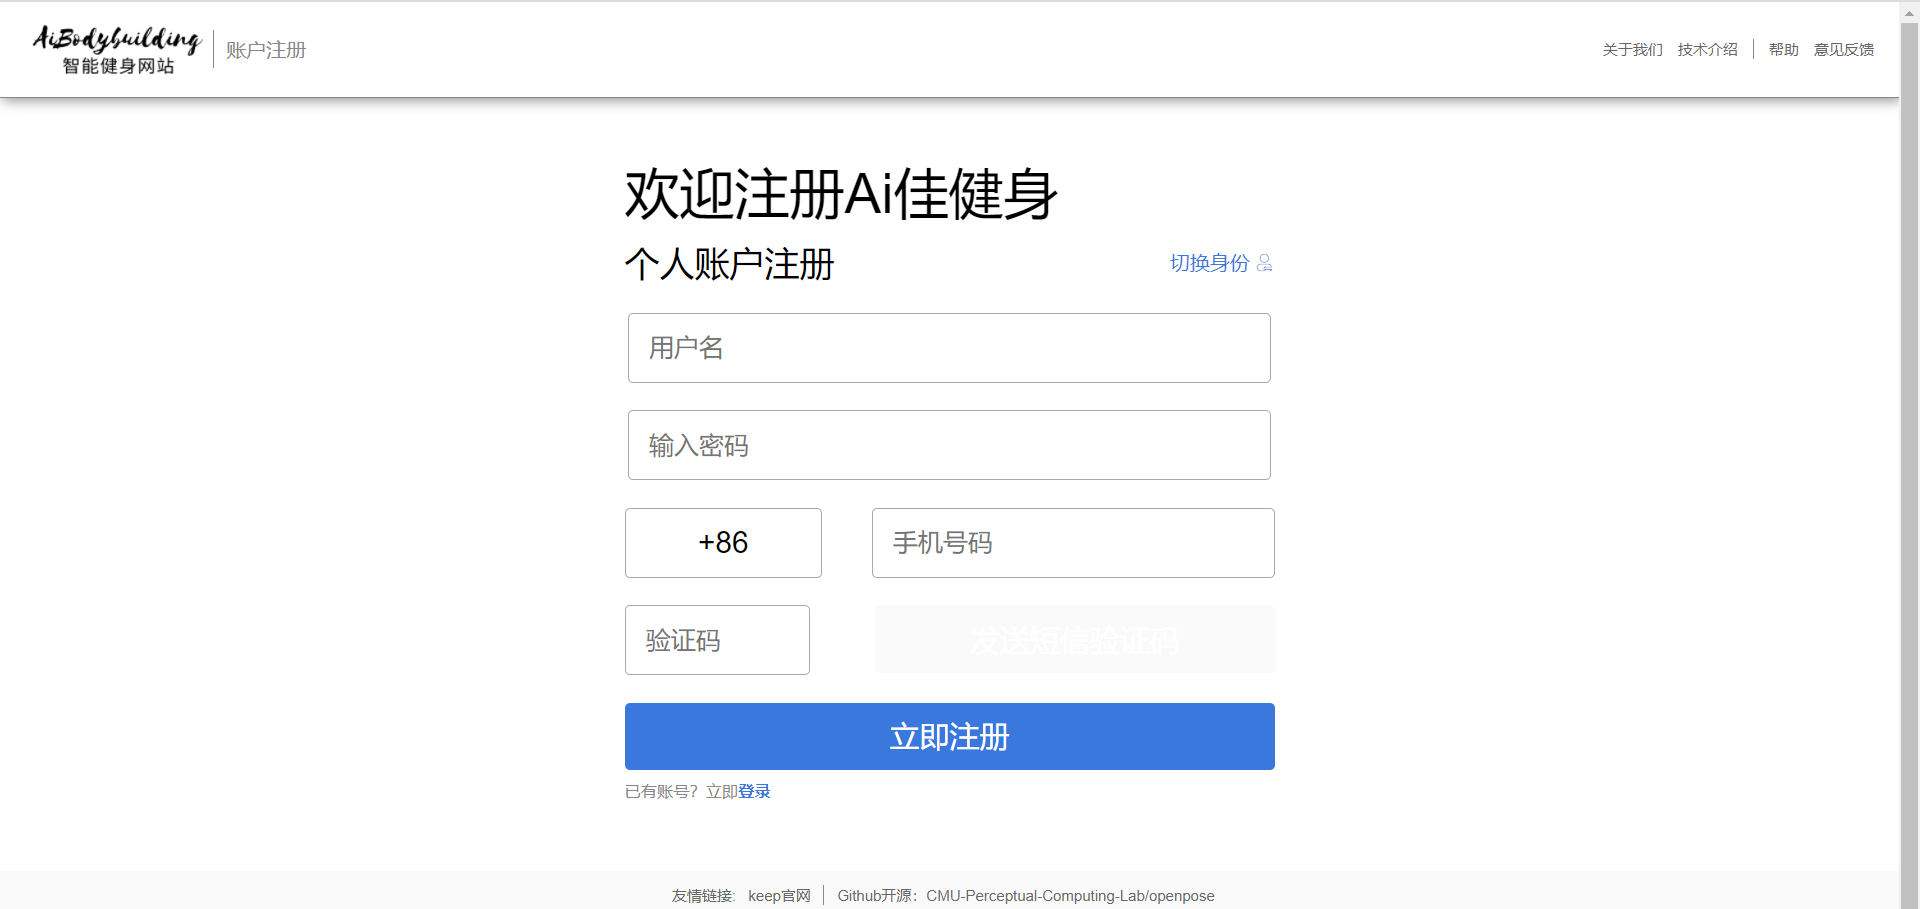 AiBodybuilding
智能健身网站
账户注册
关于我们 技术介绍 帮助 意见反馈
欢迎注册Ai佳健身
个人账户注册
切换身份
用户名
输入密码
+86 手机号码
验证码 发送短信验证码
立即注册
已有账号？立即登录
友情链接: keep官网 Github开源：CMU-Perceptual-Computing-Lab/openpose